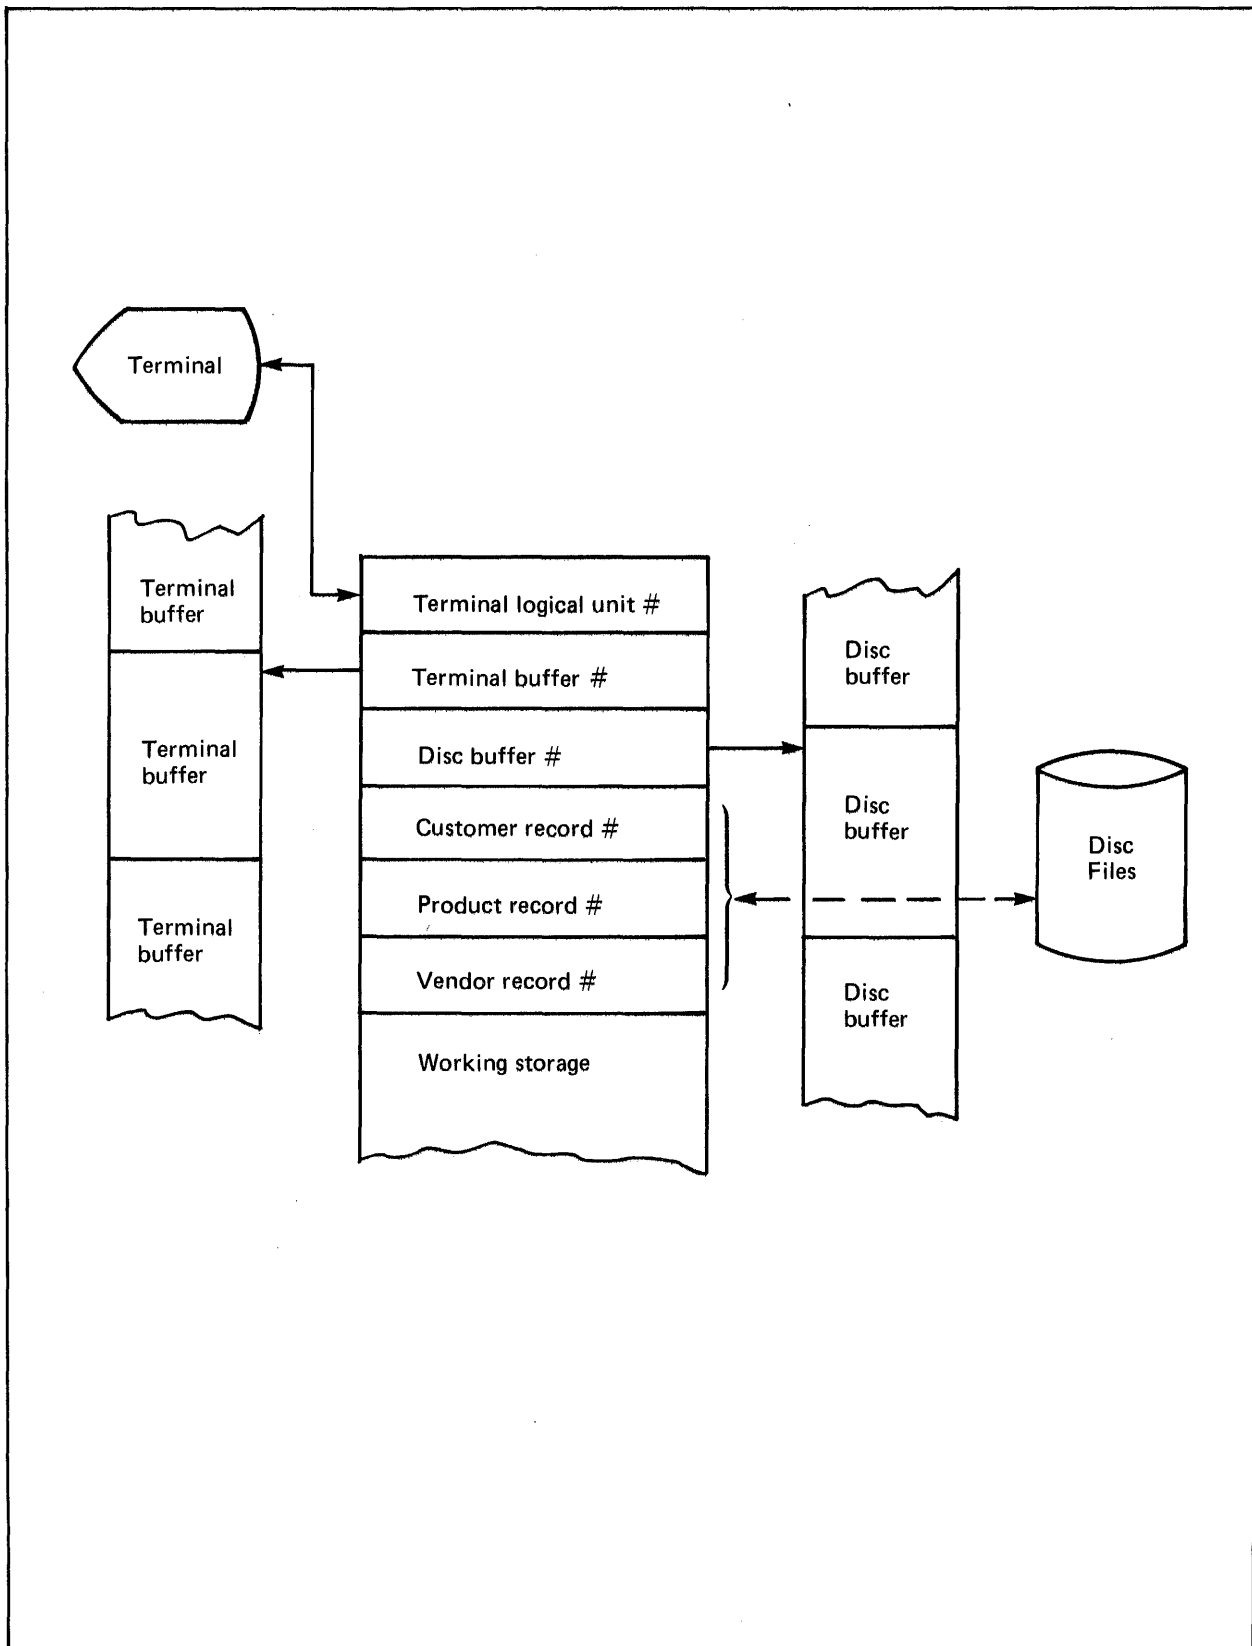 Terminal
Terminal
buffer
Terminal
buffer
Terminal
buffer
Terminal logical unit #
Terminal buffer #
Disc buffer #
Customer record #
Product record #
Vendor record #
Working storage
Disc
buffer
Disc
buffer
Disc
buffer
Disc
Files